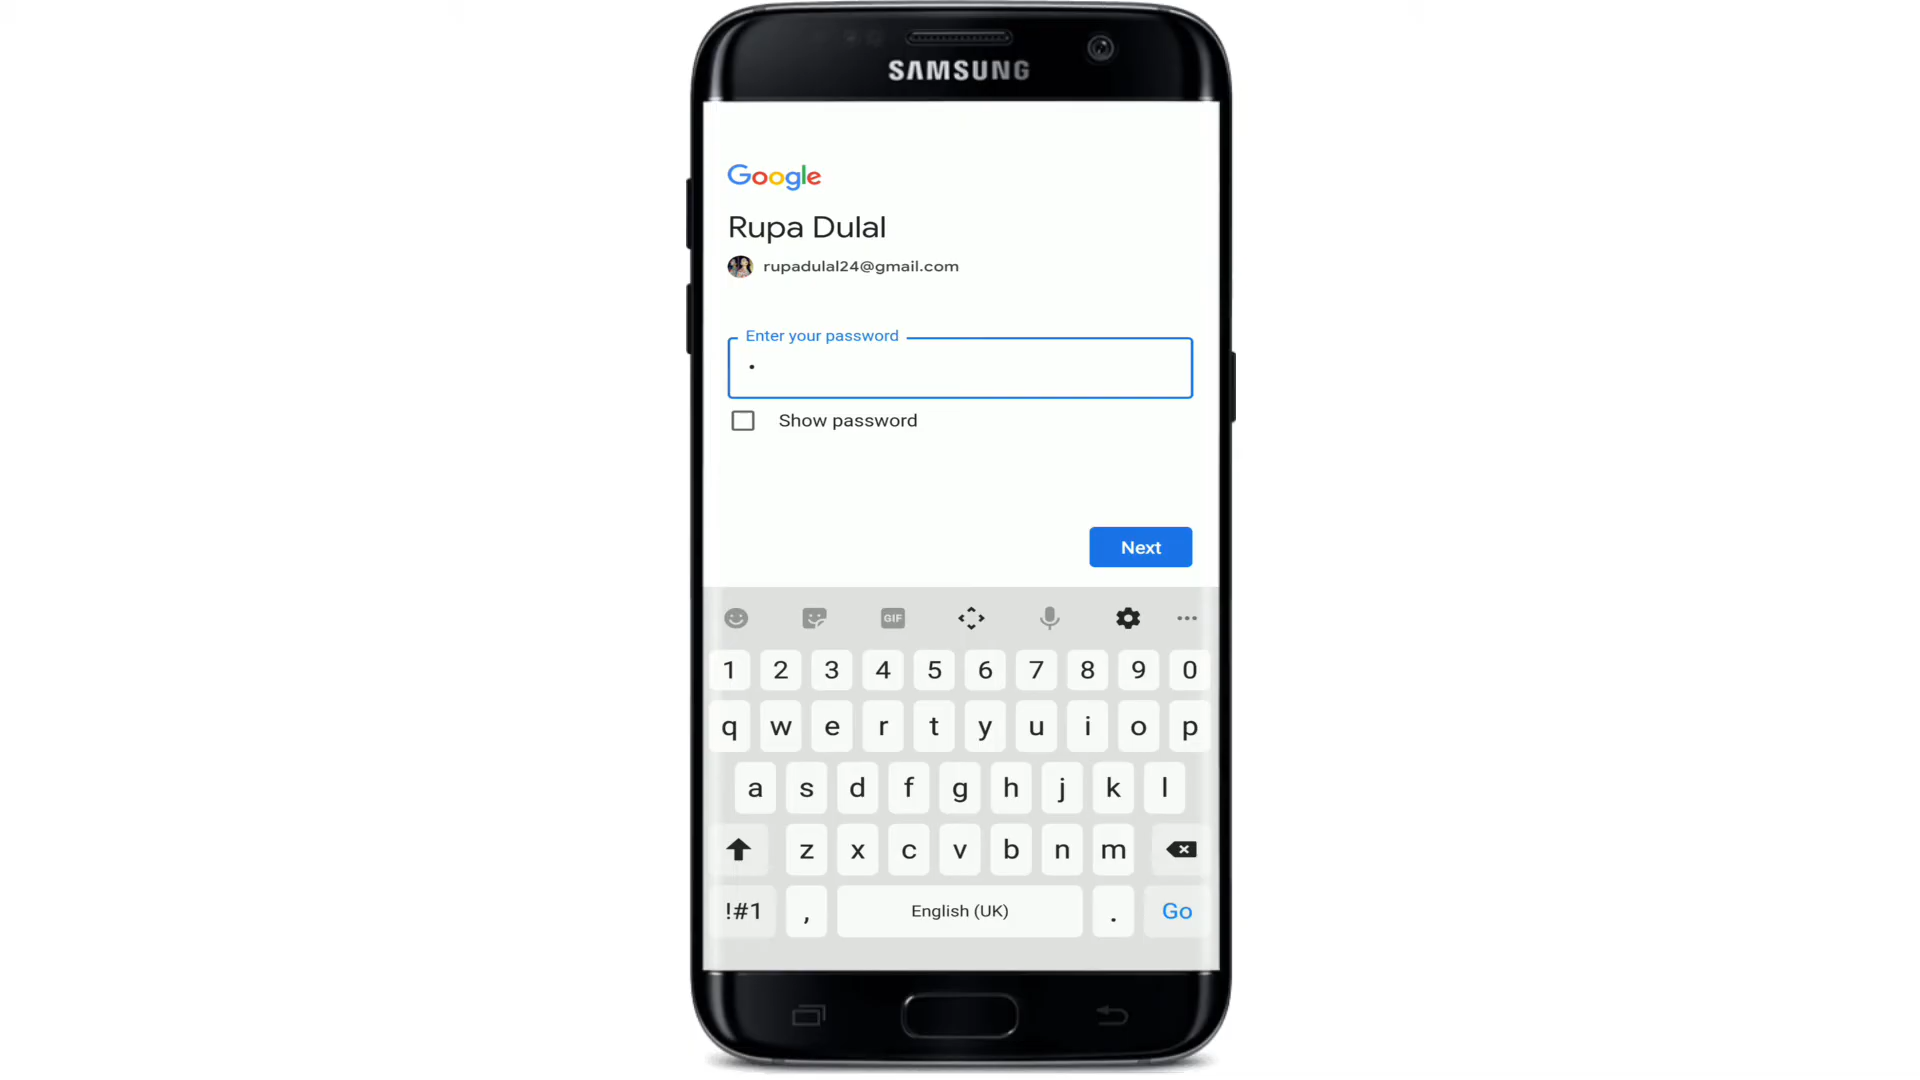 SAMSUNG
Google
Rupa Dulal
rupadulal24@gmail.com
Enter your password
•
Show password
Next
GIF
1 2 3 4 5 6 7 8 9 0
q w e r t y u i o p
a s d f g h j k l
z x c v b n m
!#1 , English (UK) . Go